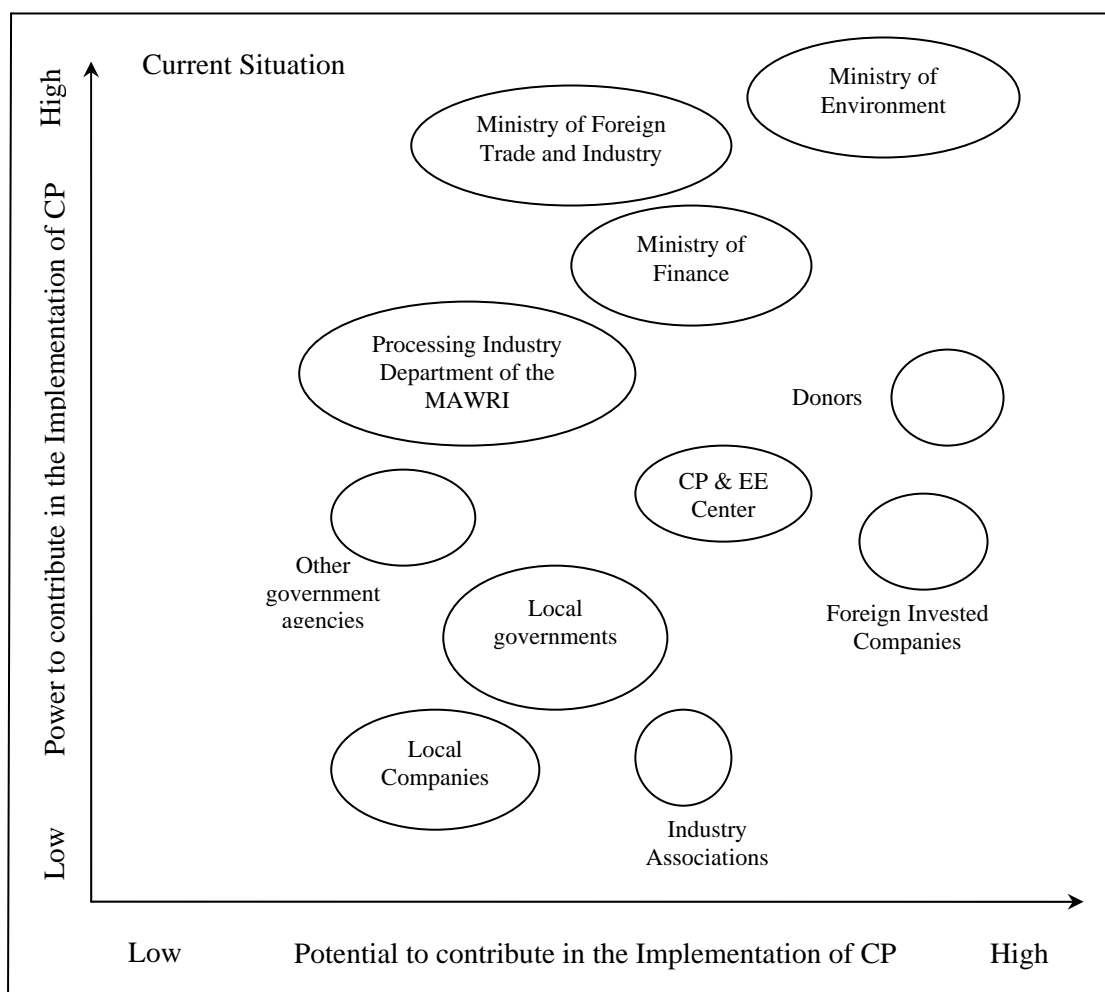 Current Situation
High
Power to contribute in the Implementation of CP
Low
Ministry of
Environment
Ministry of Foreign
Trade and Industry
Ministry of
Finance
Processing Industry
Department of the
MAWRI
Donors
CP & EE
Center
Other
government
agencies
Foreign Invested
Companies
Local
governments
Local
Companies
Industry
Associations
Low
Potential to contribute in the Implementation of CP
High